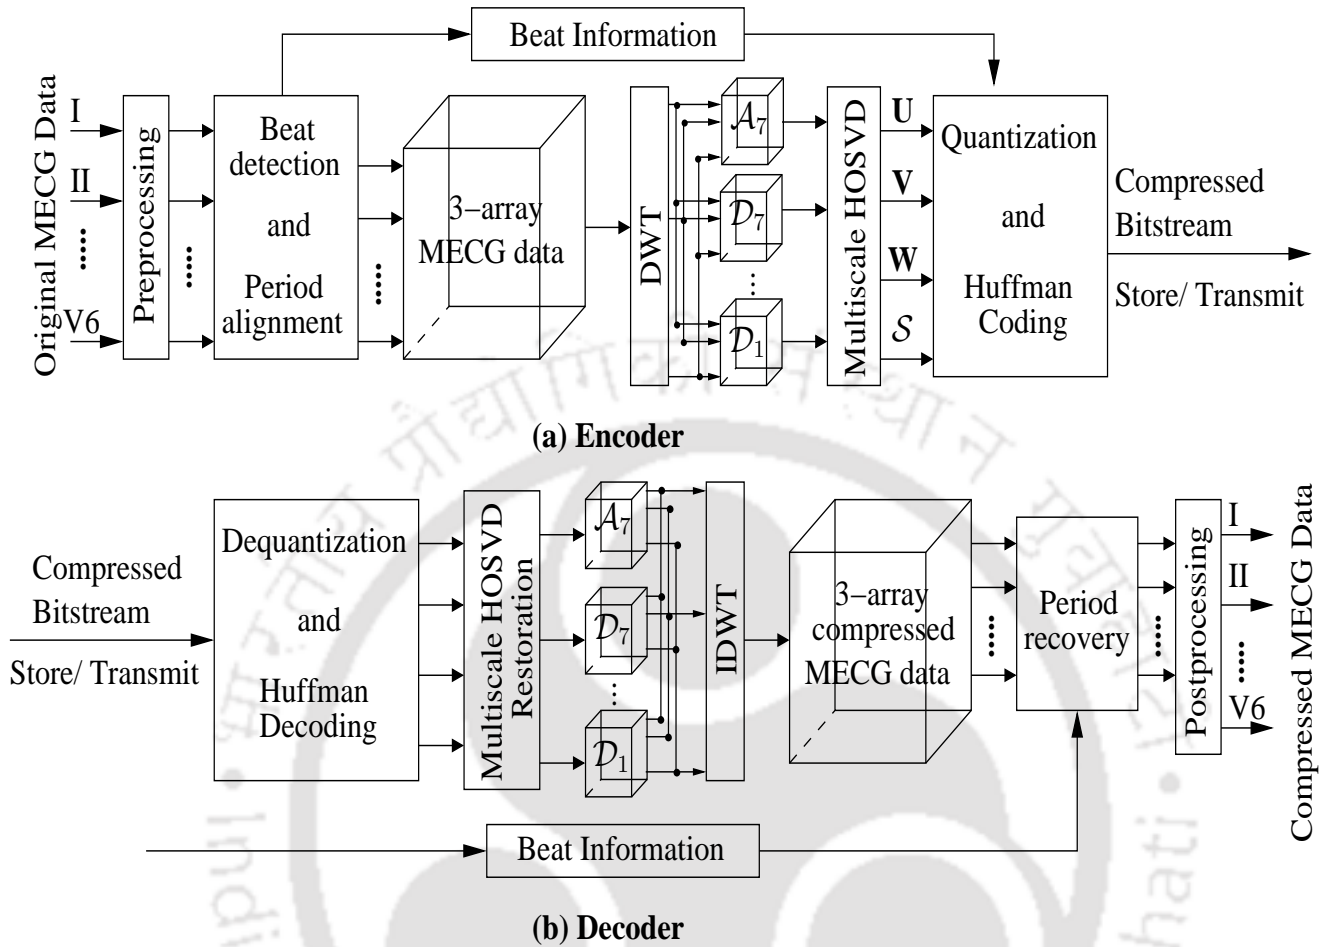 Beat Information
Original MECG Data
I
II
V6
Preprocessing
Beat
detection
and
Period
alignment
3-array
MECG data
DWT
A7
D7
D1
Multiscale HOSVD
U
V
W
S
Quantization
and
Huffman
Coding
Compressed
Bitstream
Store/ Transmit
(a) Encoder
Compressed
Bitstream
Store/ Transmit
Dequantization
and
Huffman
Decoding
Multiscale HOSVD
Restoration
A7
D7
D1
IDWT
3-array
compressed
MECG data
Period
recovery
Postprocessing
I
II
V6
Compressed MECG Data
Beat Information
(b) Decoder